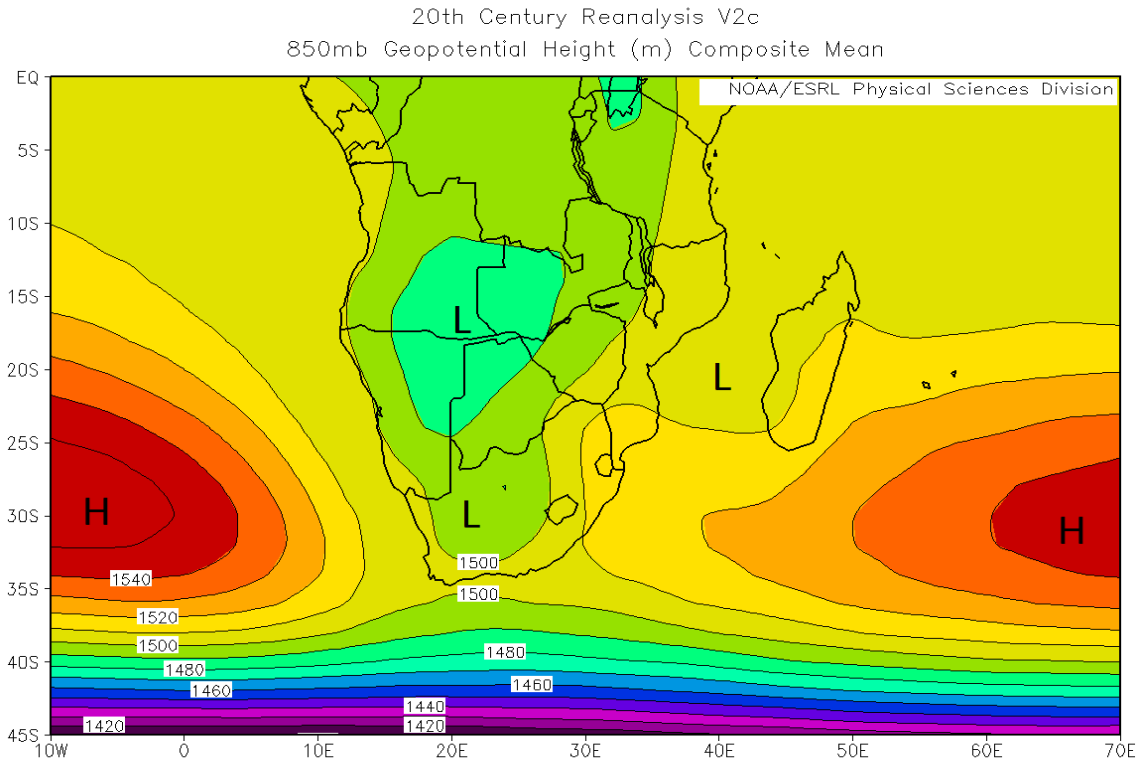 20th Century Reanalysis V2c
850mb Geopotential Height (m) Composite Mean
EQ
NOAA/ESRL Physical Sciences Division
5S
10S
15S
L
20S
L
25S
H
30S
L
H
1500
1540
35S
1500
1520
1500
1480
40S
1480
1460
1460
1440
1420
1420
45S
10W 0 10E 20E 30E 40E 50E 60E 70E